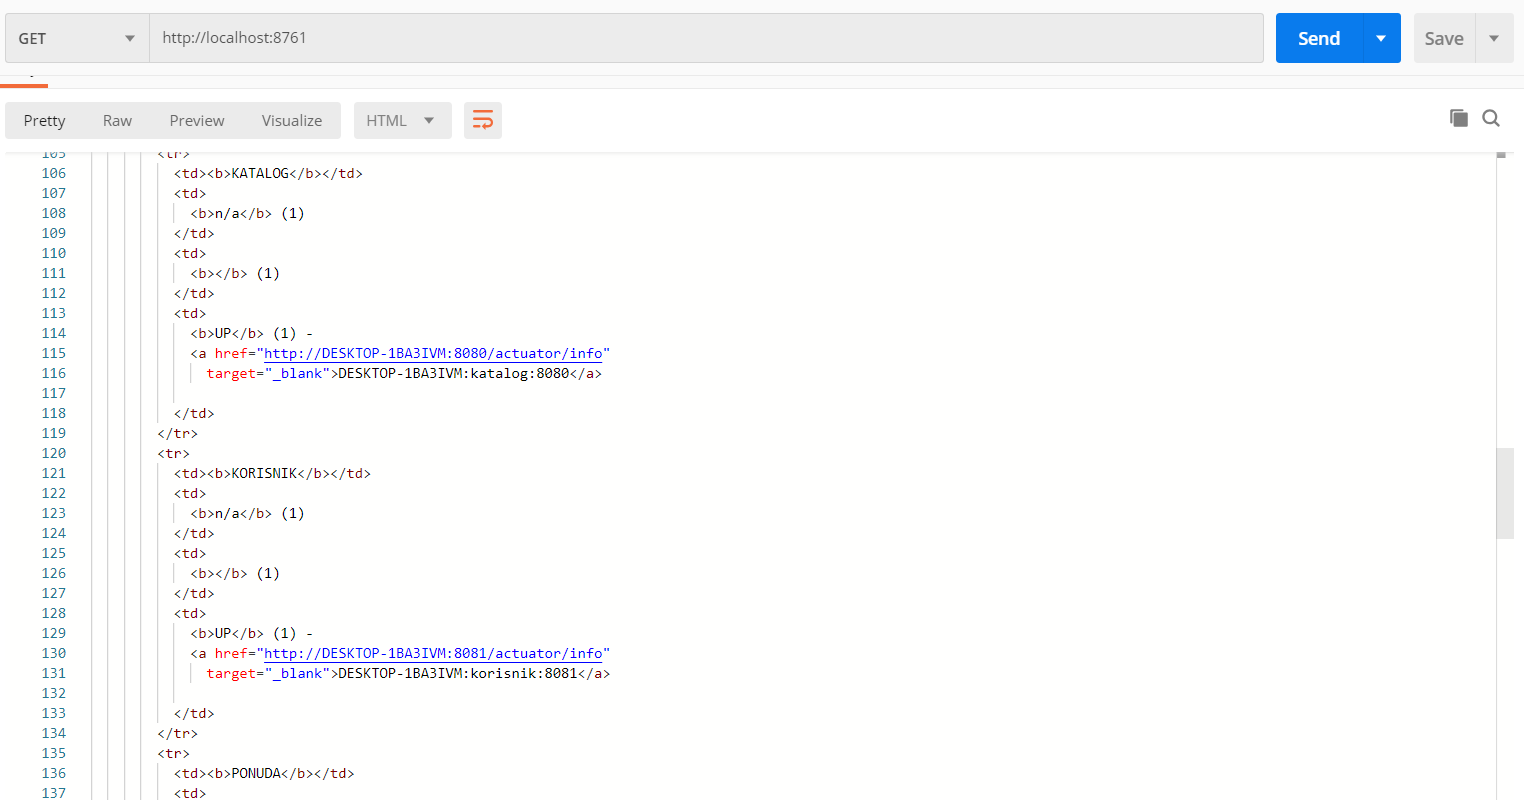 GET http://localhost:8761 Send Save
Pretty Raw Preview Visualize HTML
105 <tr>
106 <td><b>KATALOG</b></td>
107 <td>
108 <b>n/a</b> (1)
109 </td>
110 <td>
111 <b></b> (1)
112 </td>
113 <td>
114 <b>UP</b> (1) -
115 <a href="http://DESKTOP-1BA3IVM:8080/actuator/info"
116 target="_blank">DESKTOP-1BA3IVM:katalog:8080</a>
117
118 </td>
119 </tr>
120 <tr>
121 <td><b>KORISNIK</b></td>
122 <td>
123 <b>n/a</b> (1)
124 </td>
125 <td>
126 <b></b> (1)
127 </td>
128 <td>
129 <b>UP</b> (1) -
130 <a href="http://DESKTOP-1BA3IVM:8081/actuator/info"
131 target="_blank">DESKTOP-1BA3IVM:korisnik:8081</a>
132
133 </td>
134 </tr>
135 <tr>
136 <td><b>PONUDA</b></td>
137 <td>